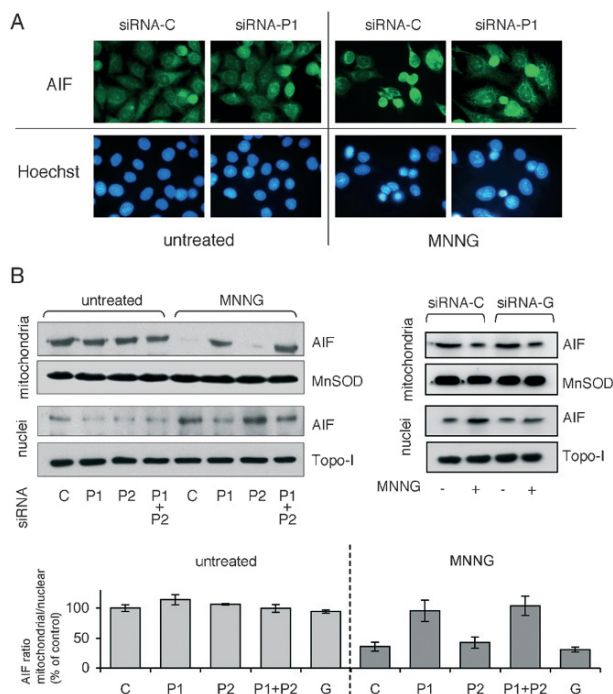 A
siRNA-C siRNA-P1 siRNA-C siRNA-P1
AIF
Hoechst
untreated MNNG
B
untreated MNNG
mitochondria
AIF
MnSOD
nuclei
AIF
Topo-I
siRNA
C P1 P2 P1 + P2 C P1 P2 P1 + P2
siRNA-C siRNA-G
mitochondria
AIF
MnSOD
nuclei
AIF
Topo-I
MNNG - + - +
untreated MNNG
AIF ratio
mitochondrial/nuclear
(% of control)
100
50
0
C P1 P2 P1+P2 G C P1 P2 P1+P2 G